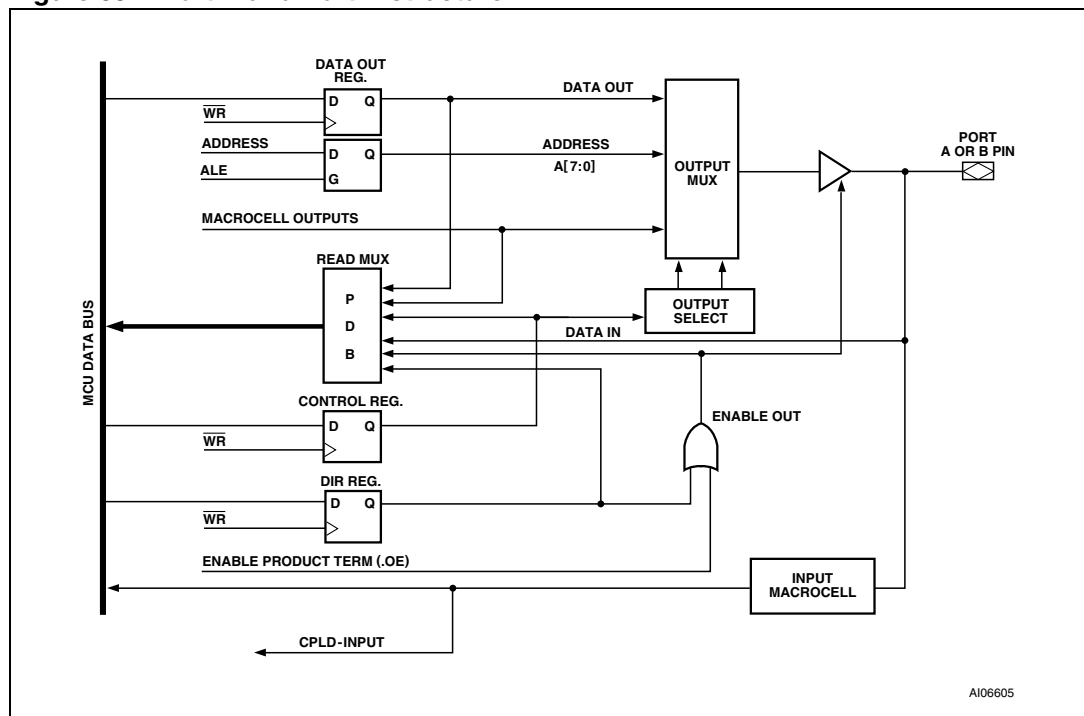 DATA OUT
REG.
D Q
DATA OUT
WR
ADDRESS
D Q
ADDRESS
A[7:0]
ALE
G
OUTPUT
MUX
PORT
A OR B PIN
MACROCELL OUTPUTS
READ MUX
P
D
B
OUTPUT
SELECT
DATA IN
MCU DATA BUS
CONTROL REG.
D Q
WR
ENABLE OUT
DIR REG.
D Q
WR
ENABLE PRODUCT TERM (.OE)
INPUT
MACROCELL
CPLD-INPUT
AI06605